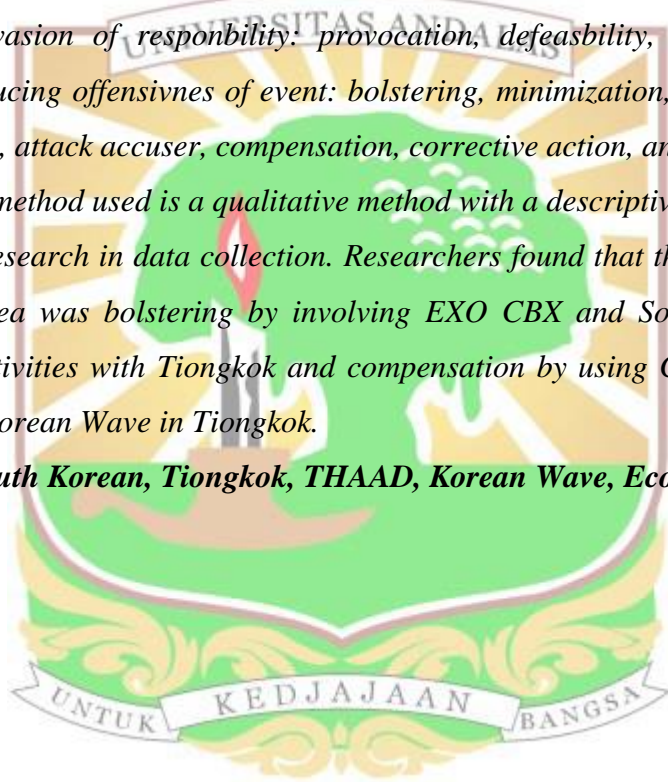 vasion of responbility: provocation, defeasbility,
UNIVERSITAS ANDALAS
ucing offensivnes of event: bolstering, minimization,
, attack accuser, compensation, corrective action, an
method used is a qualitative method with a descriptiv
esearch in data collection. Researchers found that th
ea was bolstering by involving EXO CBX and So
tivities with Tiongkok and compensation by using C
orean Wave in Tiongkok.
uth Korean, Tiongkok, THAAD, Korean Wave, Eco
UNTUK KEDJAJAAN BANGSA